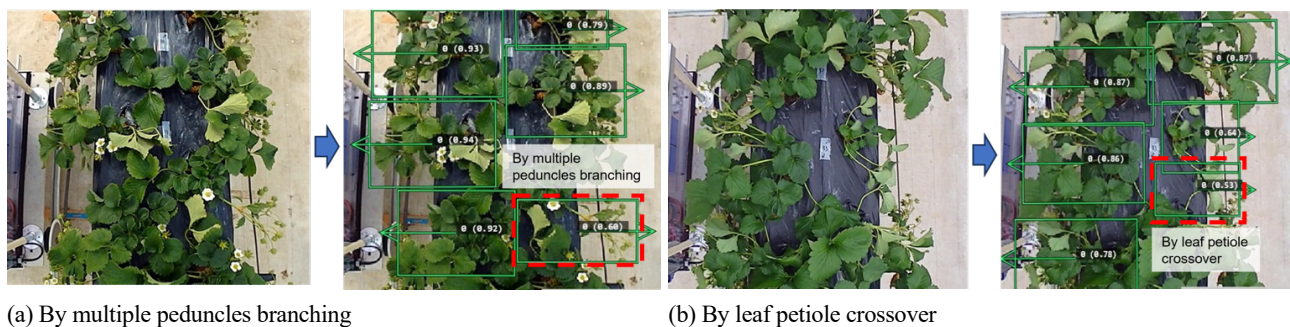 0 (0.79)
0 (0.93)
0 (0.89)
0 (0.94)
By multiple
peduncles branching
0 (0.92)
0 (0.60)
0 (0.87)
0 (0.87)
0 (0.64)
0 (0.86)
0 (0.53)
By leaf petiole
crossover
0 (0.78)
(a) By multiple peduncles branching
(b) By leaf petiole crossover